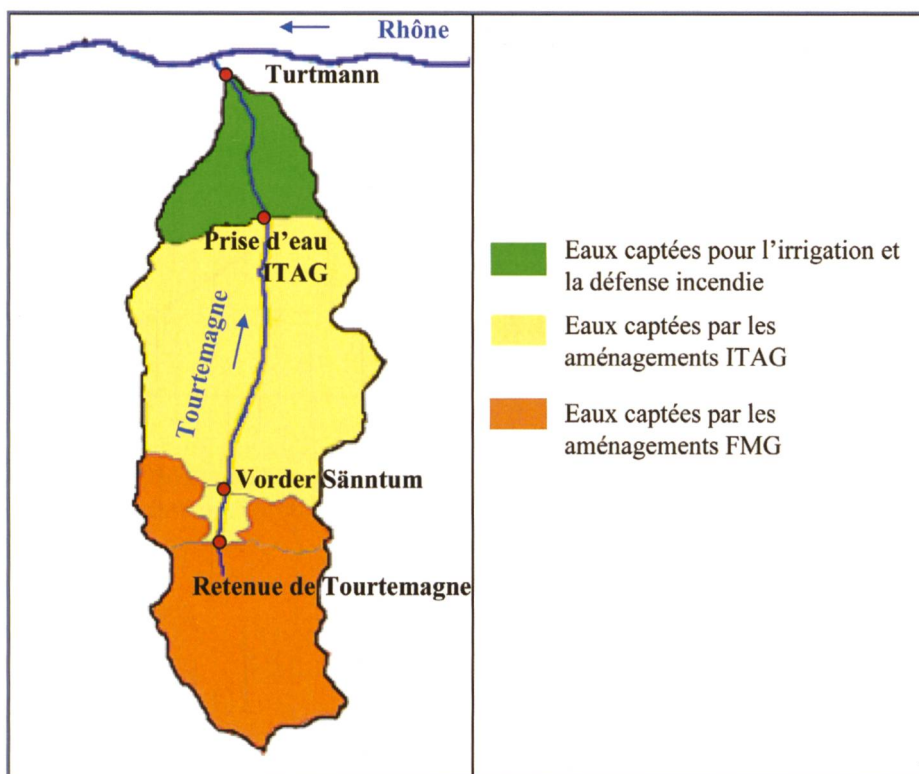 Rhône
Turtmann
Prise d'eau
ITAG
Tourtemagne
Vorder Sänntum
Retenue de Tourtemagne
Eaux captées pour l'irrigation et
la défense incendie
Eaux captées par les
aménagements ITAG
Eaux captées par les
aménagements FMG